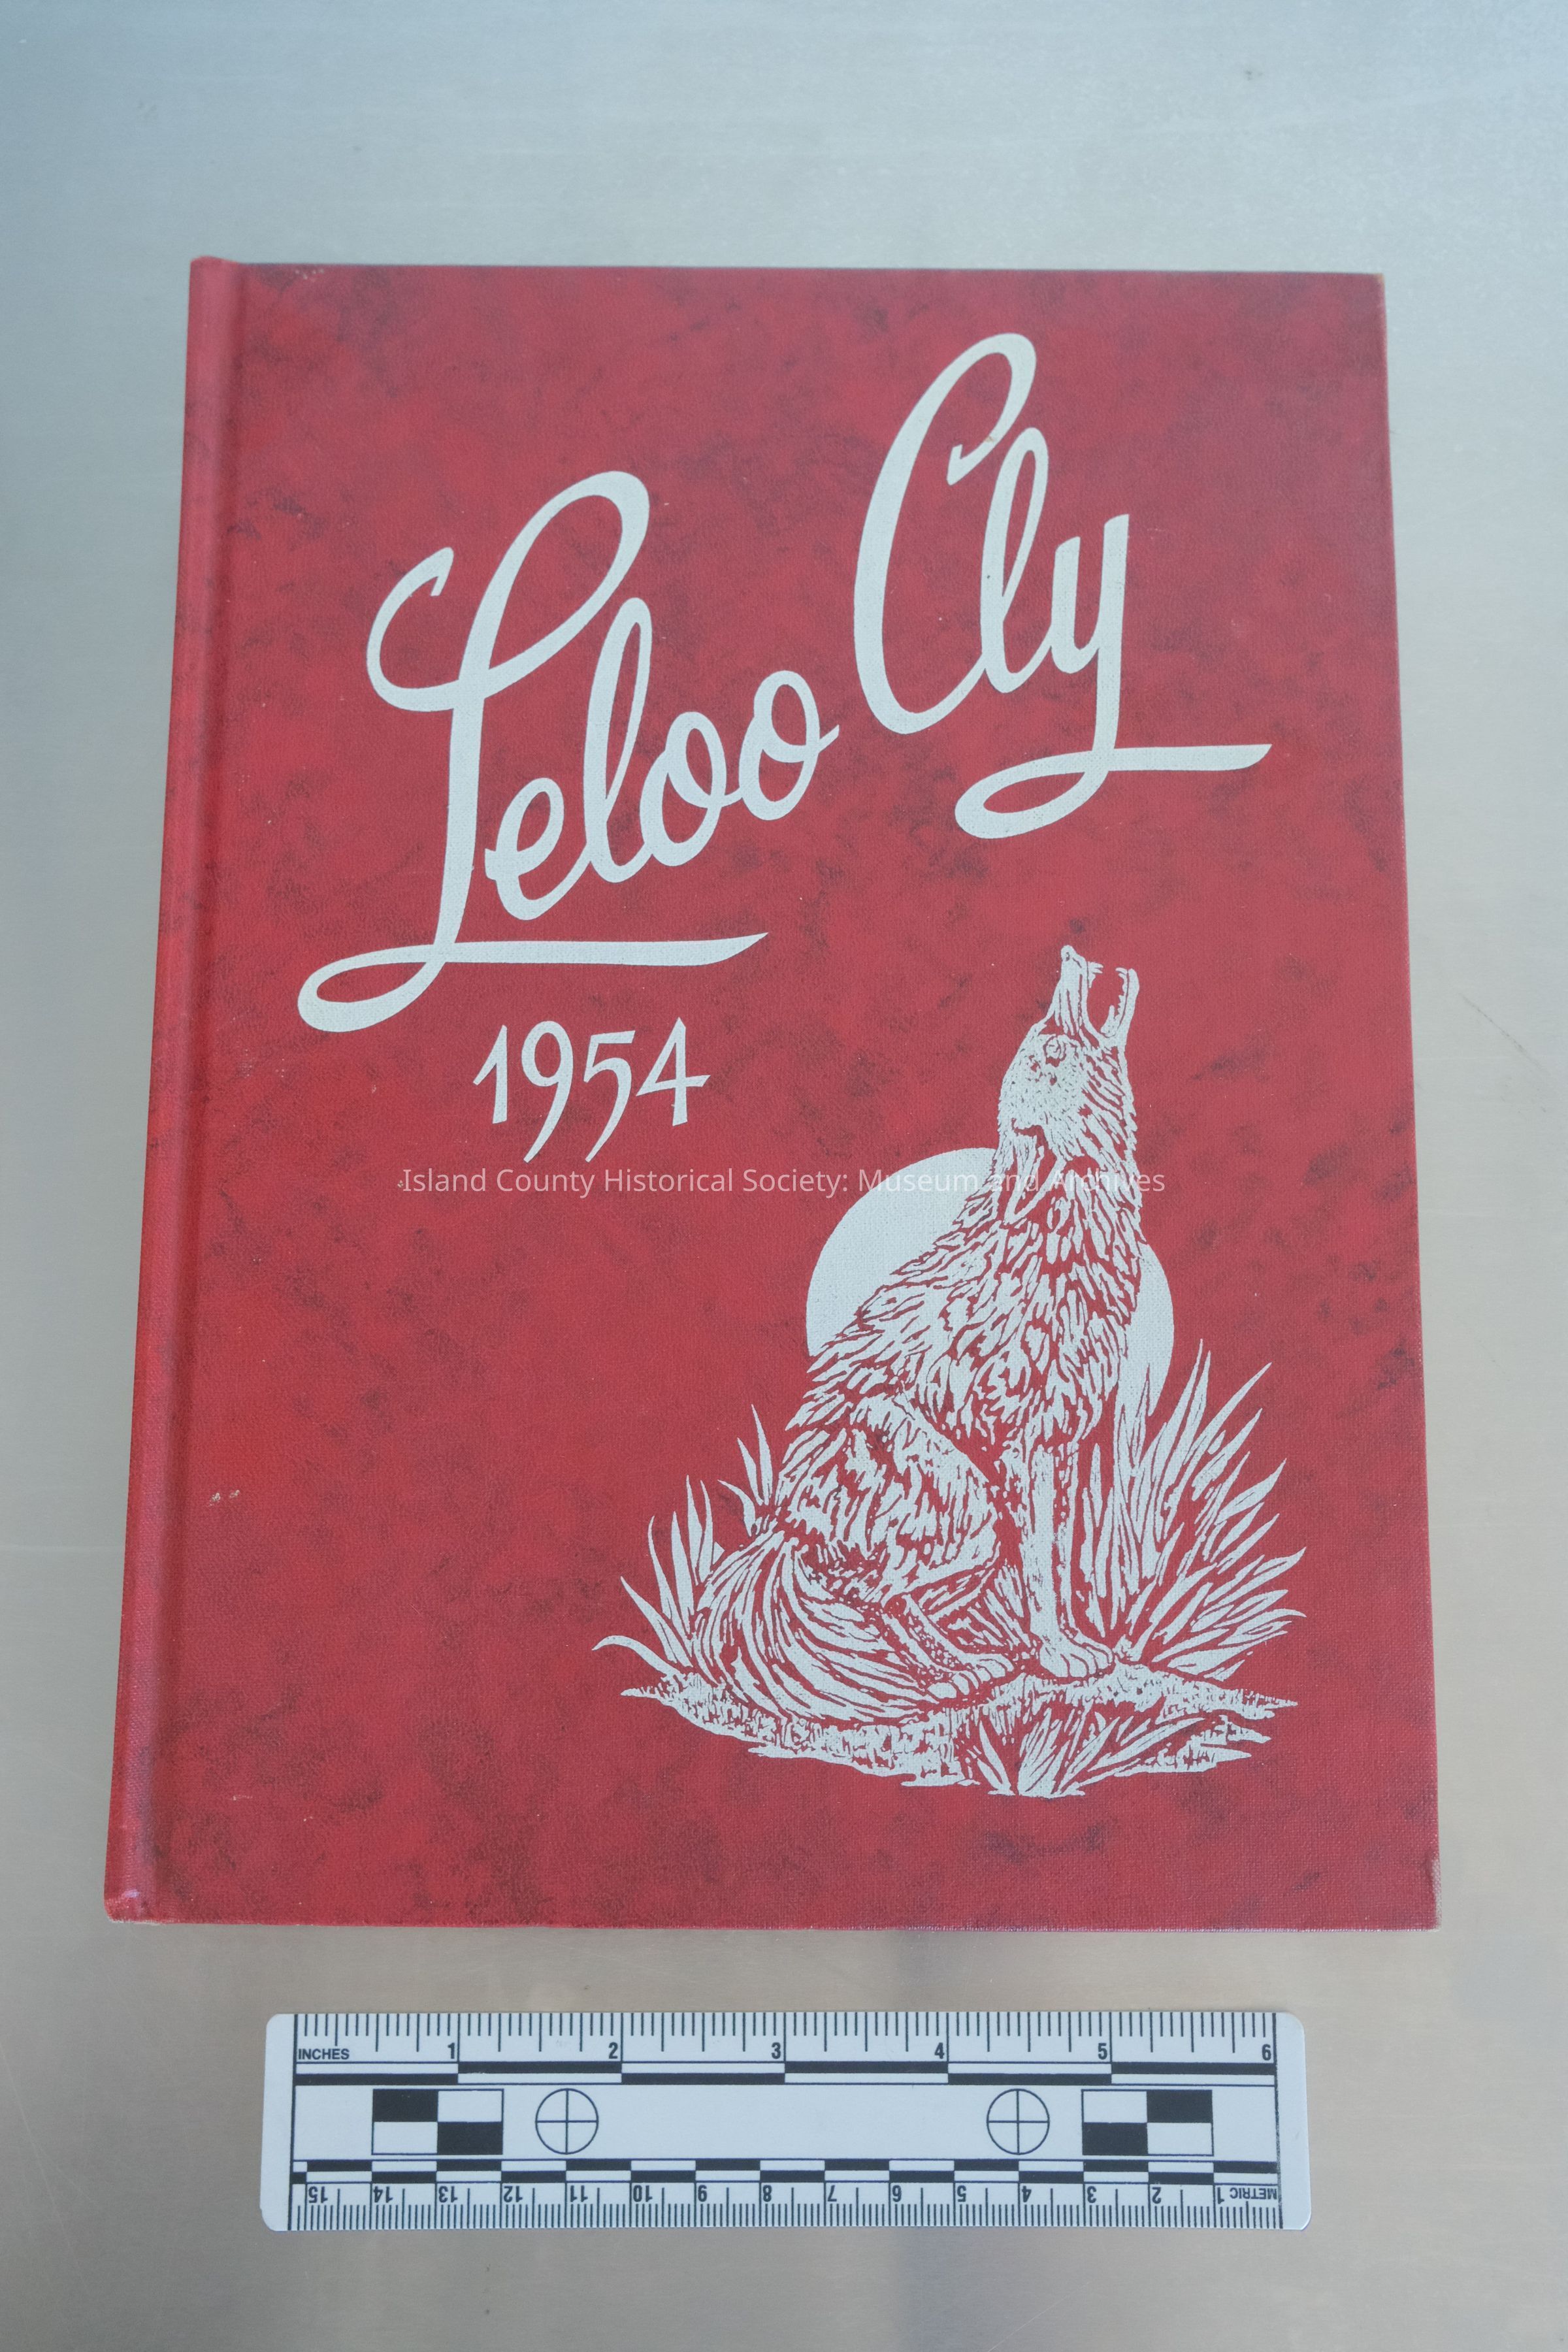 Leloo Cly
1954
Island County Historical Society: Museum and Archives
INCHES 1 2 3 4 5 6
15 14 13 12 11 10 9 8 7 6 5 4 3 2 1 METRIC